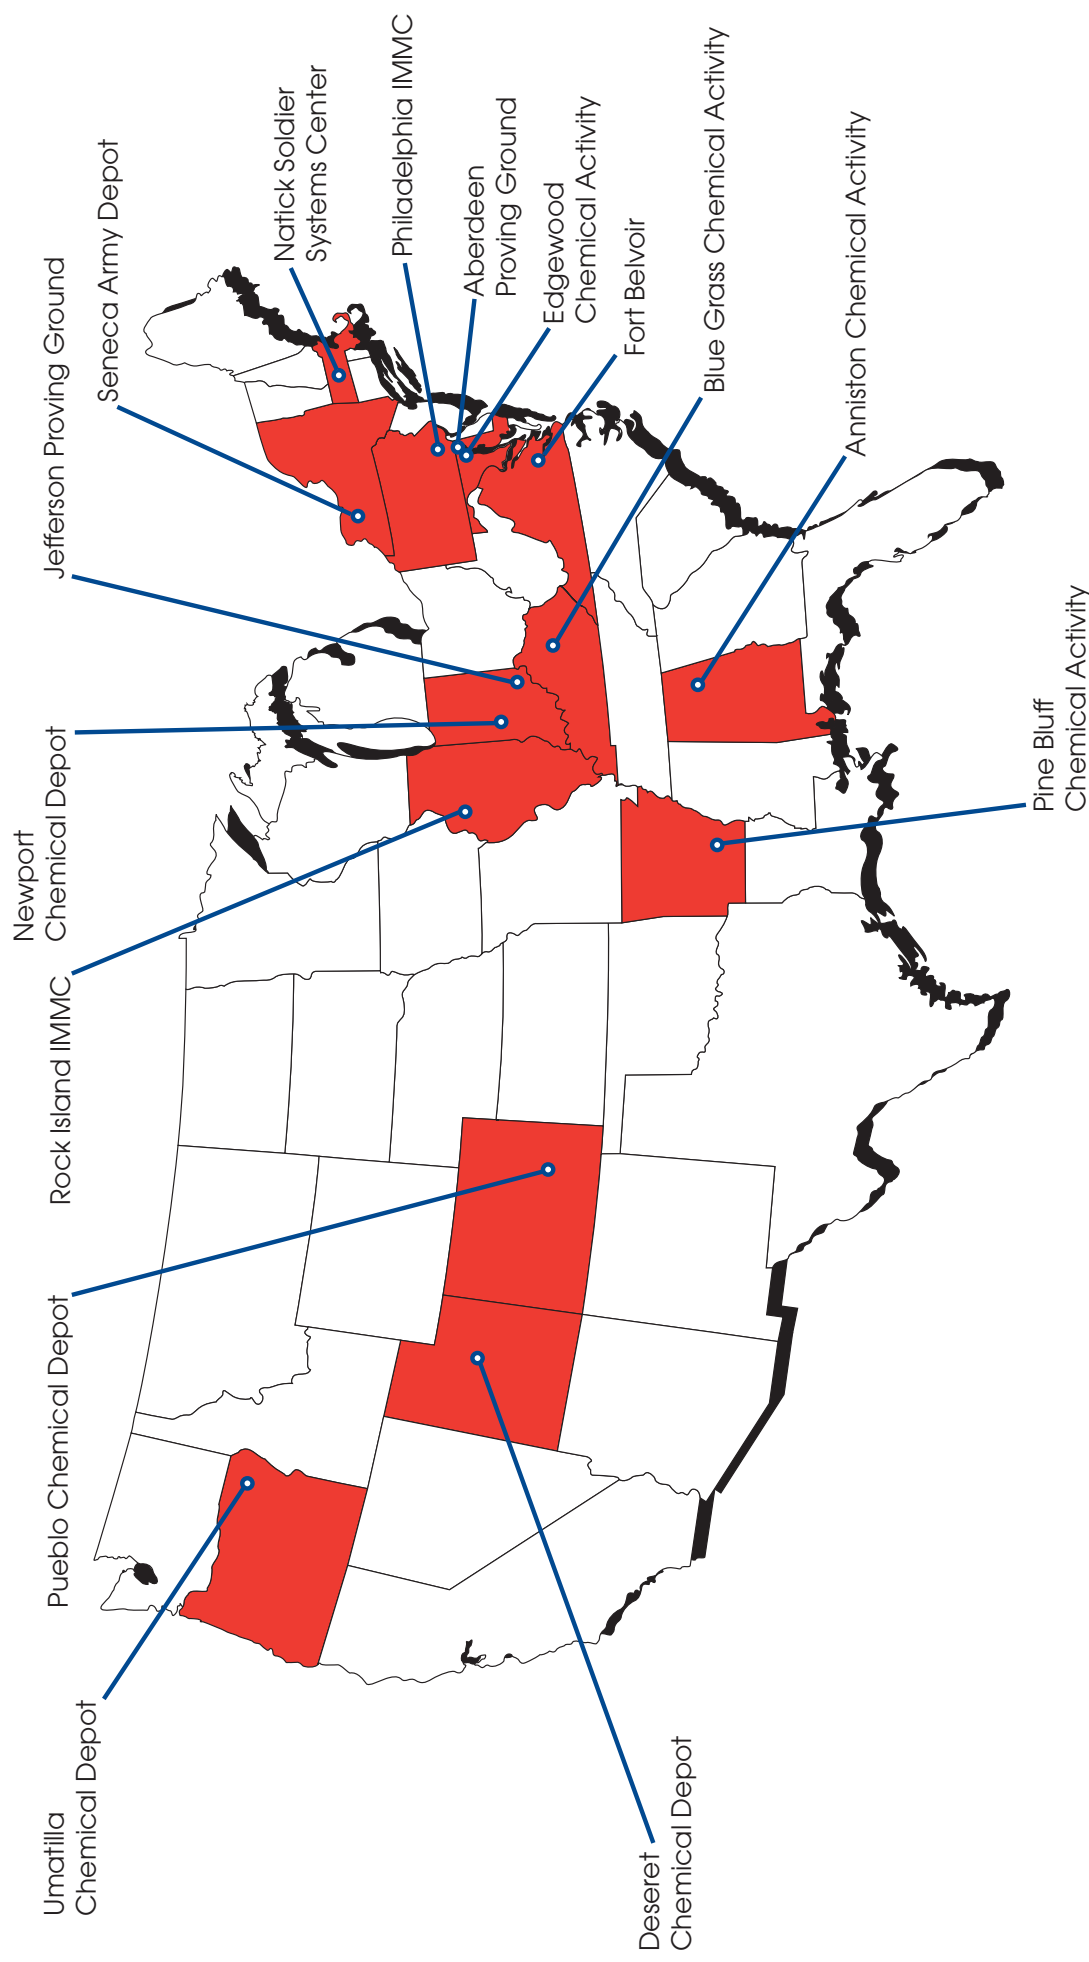 Umatilla
Chemical Depot
Pueblo Chemical Depot
Rock Island IMMC
Newport
Chemical Depot
Jefferson Proving Ground
Seneca Army Depot
Natick Soldier
Systems Center
Philadelphia IMMC
Aberdeen
Proving Ground
Edgewood
Chemical Activity
Fort Belvoir
Blue Grass Chemical Activity
Anniston Chemical Activity
Pine Bluff
Chemical Activity
Deseret
Chemical Depot